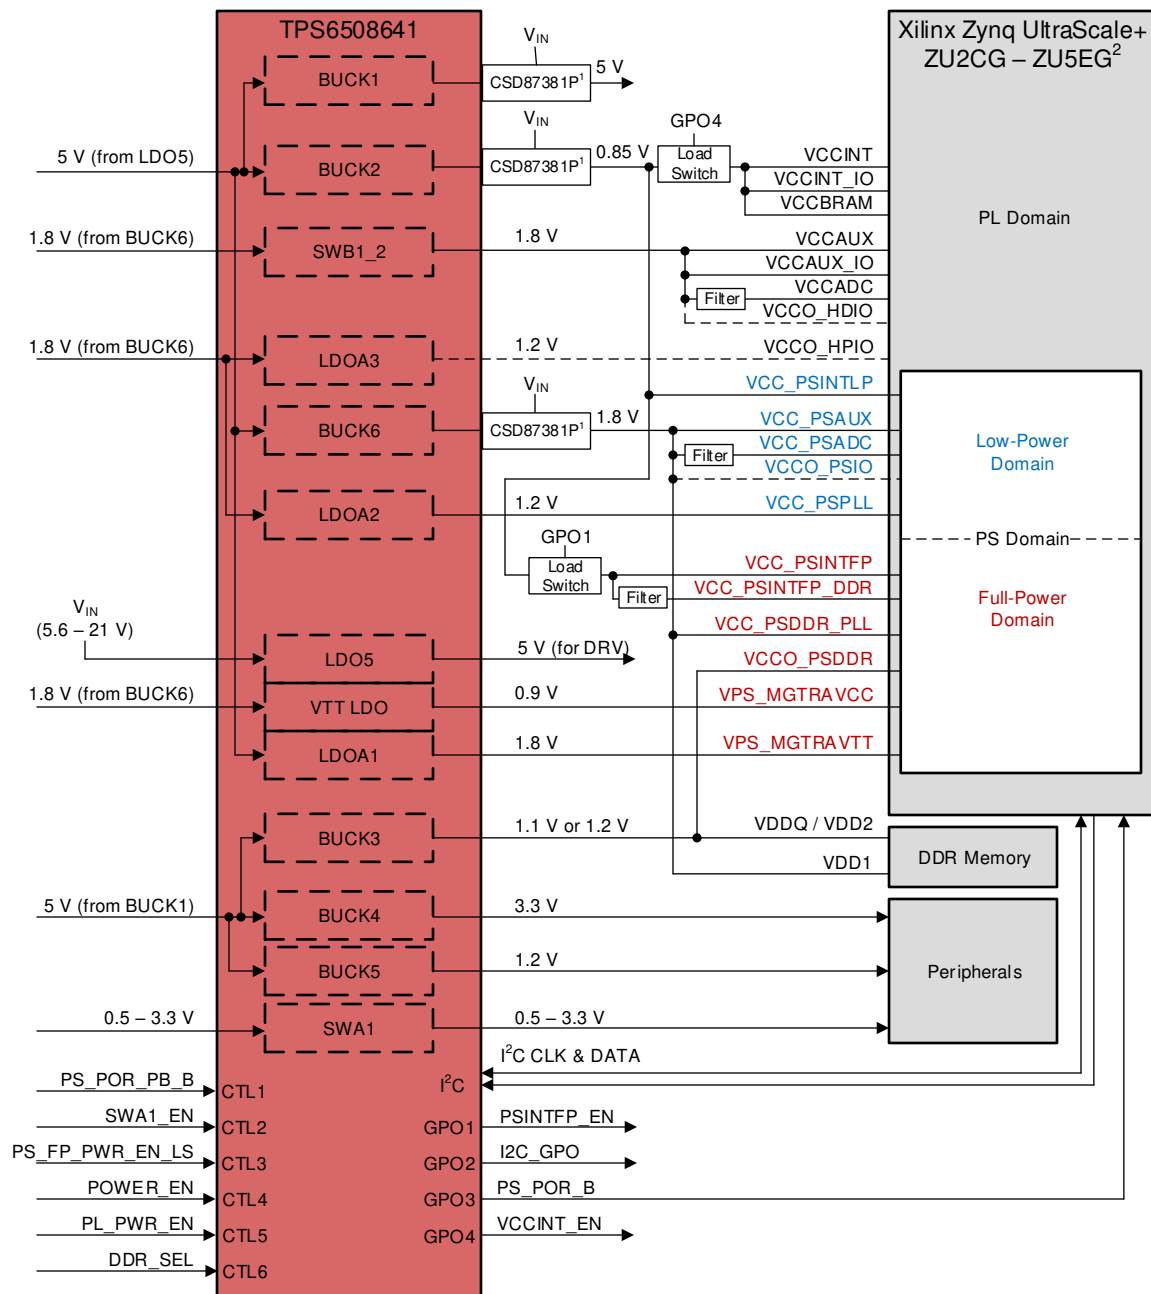 TPS6508641
Xilinx Zynq UltraScale+
ZU2CG – ZU5EG2
VIN
BUCK1
CSD87381P1
5 V
VIN
GPO4
5 V (from LDO5)
BUCK2
CSD87381P1
0.85 V
Load
Switch
VCCINT
VCCINT_IO
VCCBRAM
PL Domain
1.8 V (from BUCK6)
SWB1_2
1.8 V
VCCAUX
VCCAUX_IO
Filter
VCCADC
VCCO_HDIO
1.8 V (from BUCK6)
LDOA3
1.2 V
VCCO_HPIO
VIN
VCC_PSINTLP
BUCK6
CSD87381P1
1.8 V
VCC_PSAUX
Filter
VCC_PSADC
VCCO_PSIO
Low-Power
Domain
LDOA2
1.2 V
VCC_PSPLL
GPO1
PS Domain
Load
Switch
VCC_PSINTFP
Filter
VCC_PSINTFP_DDR
Full-Power
Domain
VIN
(5.6 – 21 V)
VCC_PSDDR_PLL
LDO5
5 V (for DRV)
VCCO_PSDDR
1.8 V (from BUCK6)
VTT LDO
0.9 V
VPS_MGTRAVCC
LDOA1
1.8 V
VPS_MGTRAVTT
BUCK3
1.1 V or 1.2 V
VDDQ / VDD2
VDD1
DDR Memory
5 V (from BUCK1)
BUCK4
3.3 V
BUCK5
1.2 V
Peripherals
0.5 – 3.3 V
SWA1
0.5 – 3.3 V
I2C CLK & DATA
I2C
PS_POR_PB_B
CTL1
SWA1_EN
CTL2
GPO1
PSINTFP_EN
PS_FP_PWR_EN_LS
CTL3
GPO2
I2C_GPO
POWER_EN
CTL4
GPO3
PS_POR_B
PL_PWR_EN
CTL5
GPO4
VCCINT_EN
DDR_SEL
CTL6